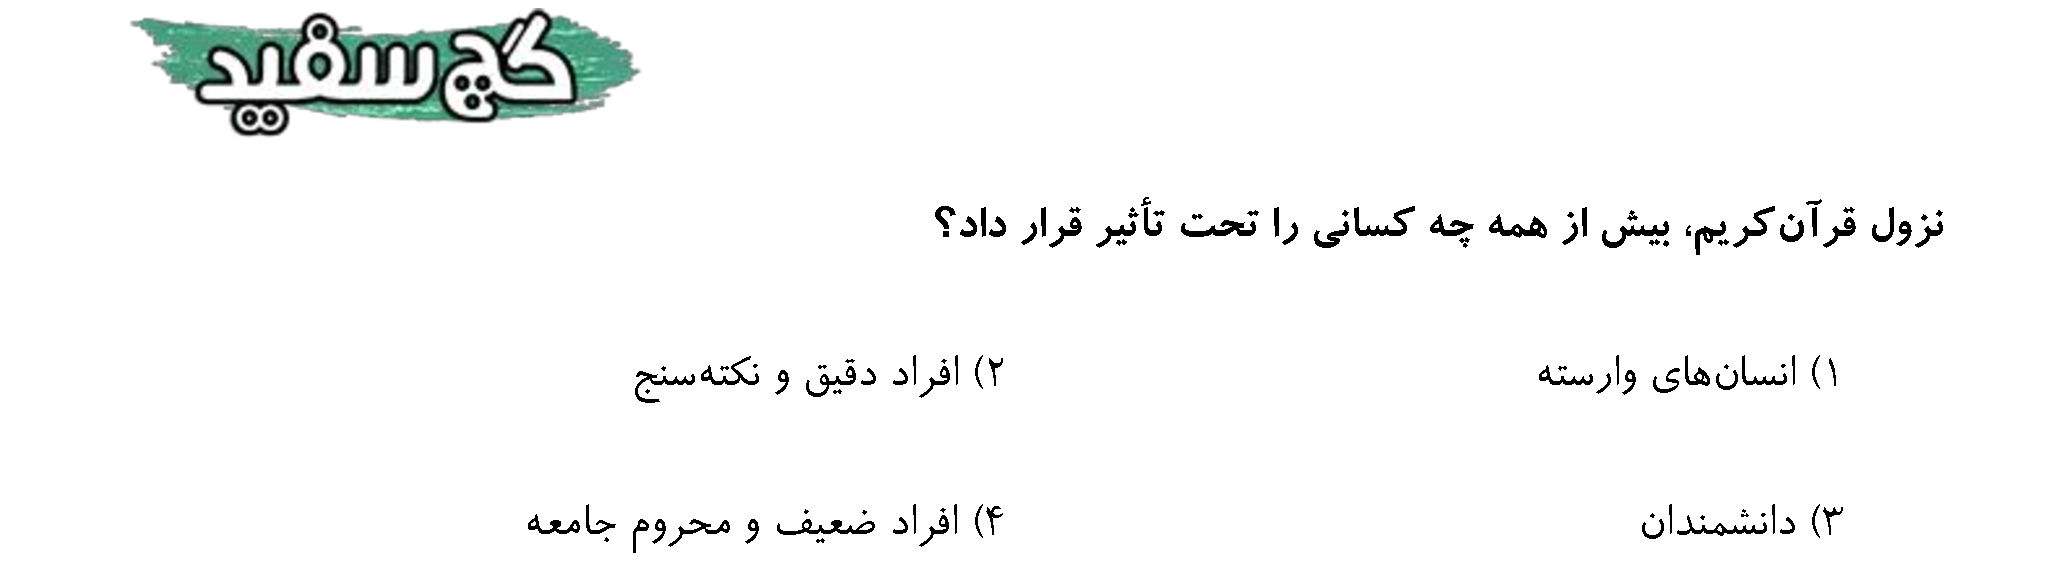 گچ سفید
نزول قرآن‌کریم، بیش از همه چه کسانی را تحت تأثیر قرار داد؟
۱) انسان‌های وارسته ۲) افراد دقیق و نکته‌سنج
۳) دانشمندان ۴) افراد ضعیف و محروم جامعه